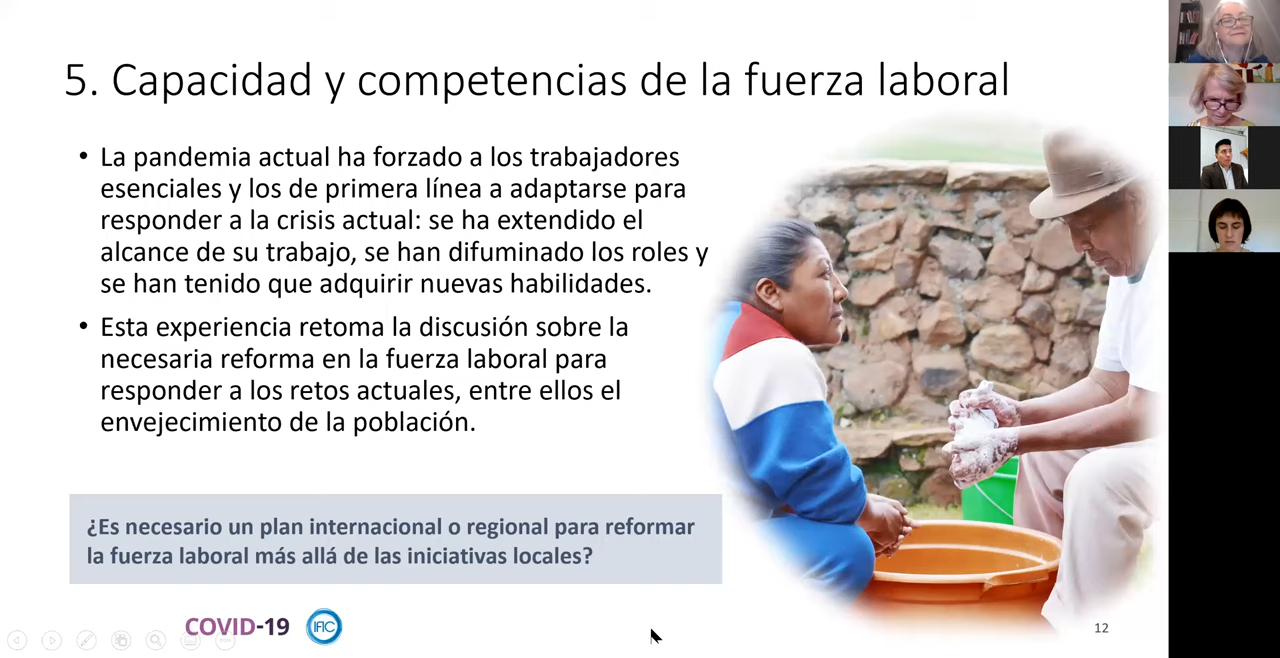 5. Capacidad y competencias de la fuerza laboral
• La pandemia actual ha forzado a los trabajadores
esenciales y los de primera línea a adaptarse para
responder a la crisis actual: se ha extendido el
alcance de su trabajo, se han difuminado los roles y
se han tenido que adquirir nuevas habilidades.
• Esta experiencia retoma la discusión sobre la
necesaria reforma en la fuerza laboral para
responder a los retos actuales, entre ellos el
envejecimiento de la población.
¿Es necesario un plan internacional o regional para reformar
la fuerza laboral más allá de las iniciativas locales?
COVID-19 IFIC
12